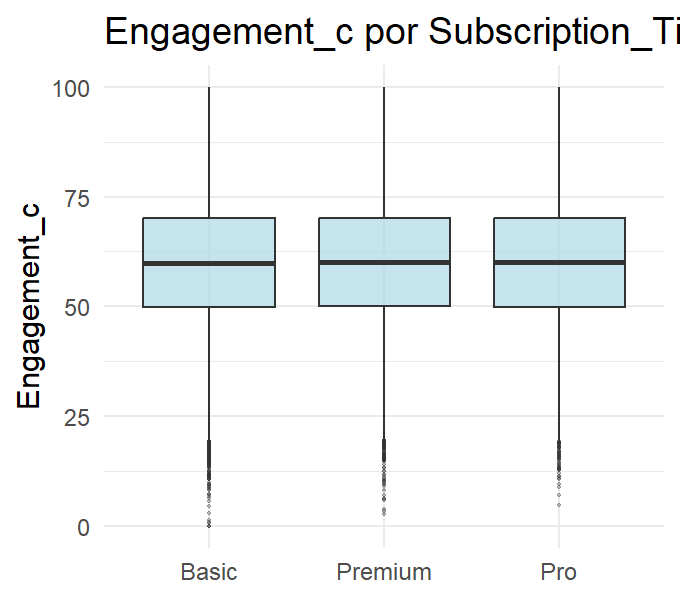 Engagement_c por Subscription_Ti
100
75
50
25
0
Engagement_c
Basic
Premium
Pro